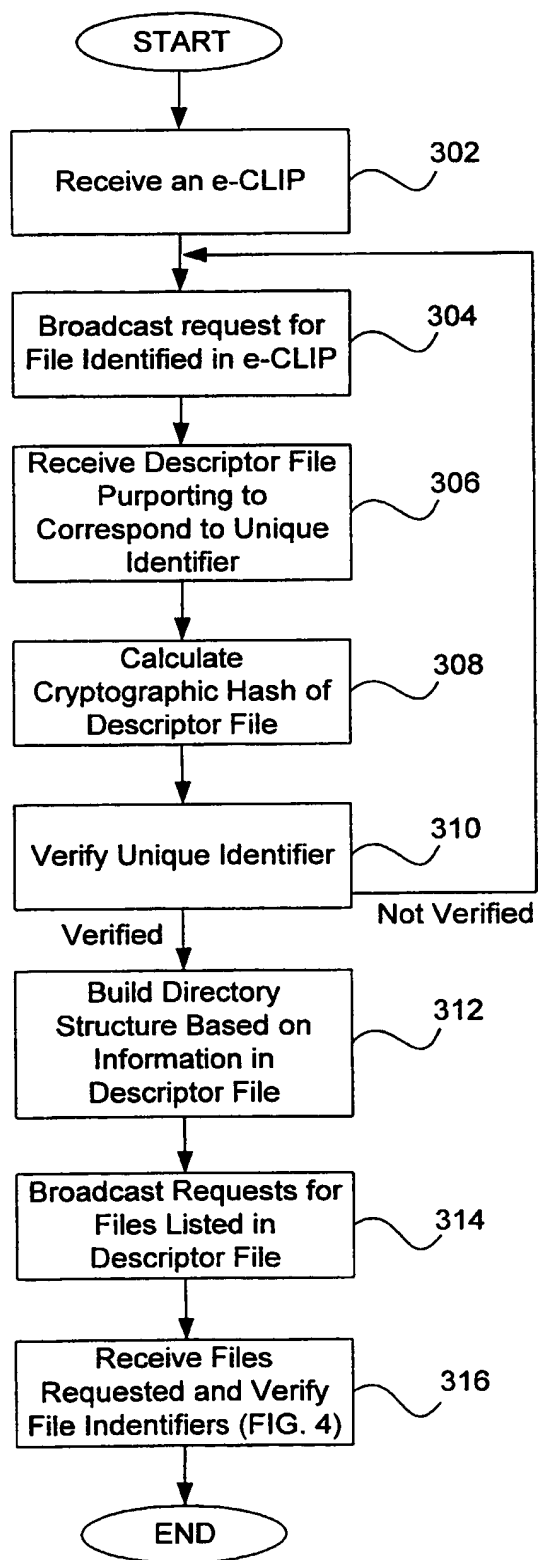 START
Receive an e-CLIP
302
Broadcast request for
File Identified in e-CLIP
304
Receive Descriptor File
Purporting to
Correspond to Unique
Identifier
306
Calculate
Cryptographic Hash of
Descriptor File
308
Verify Unique Identifier
310
Not Verified
Verified
Build Directory
Structure Based on
Information in
Descriptor File
312
Broadcast Requests for
Files Listed in
Descriptor File
314
Receive Files
Requested and Verify
File Indentifiers (FIG. 4)
316
END